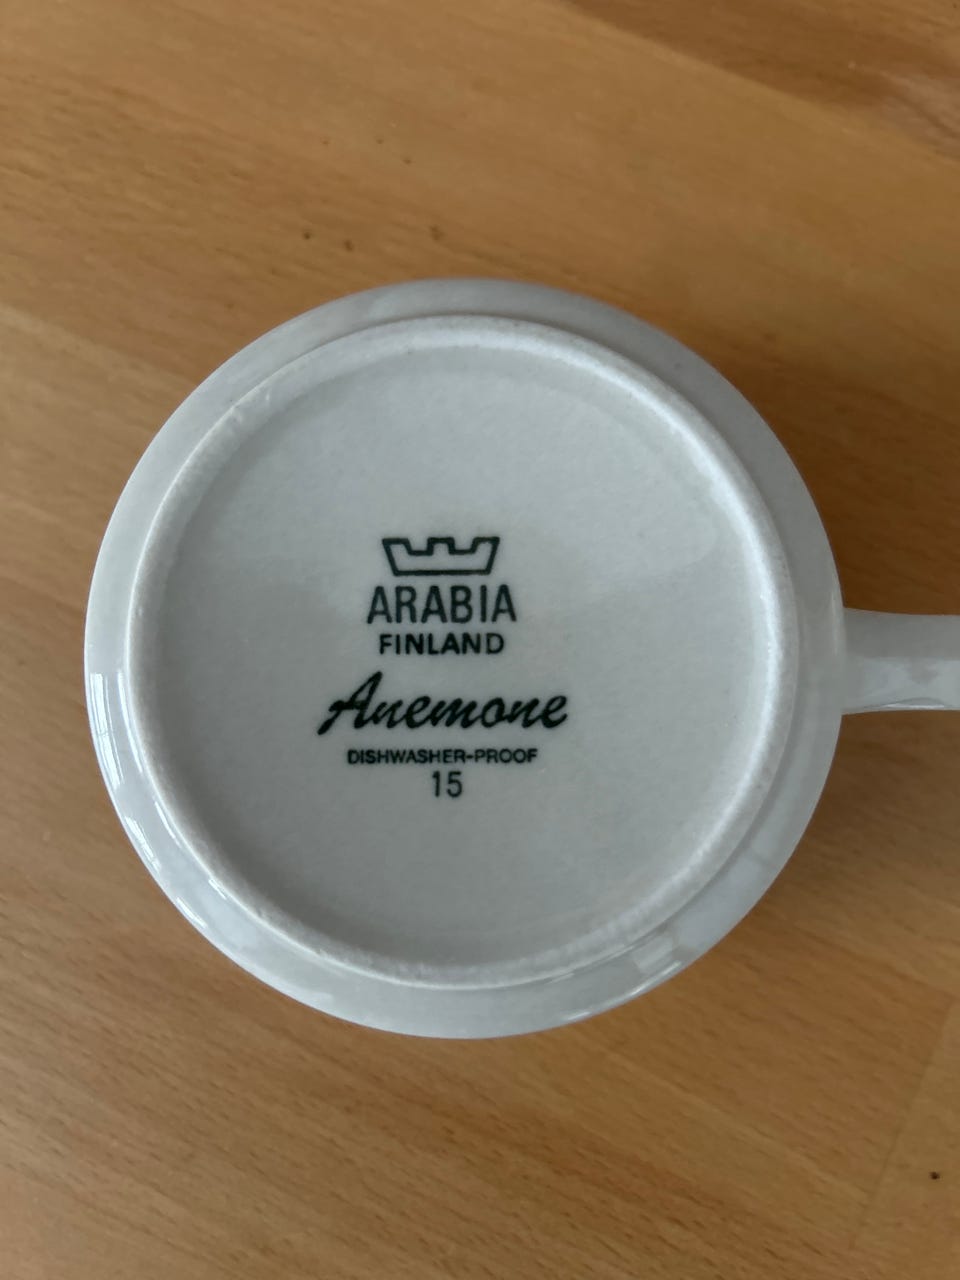 ARABIA
FINLAND
Anemone
DISHWASHER-PROOF
15